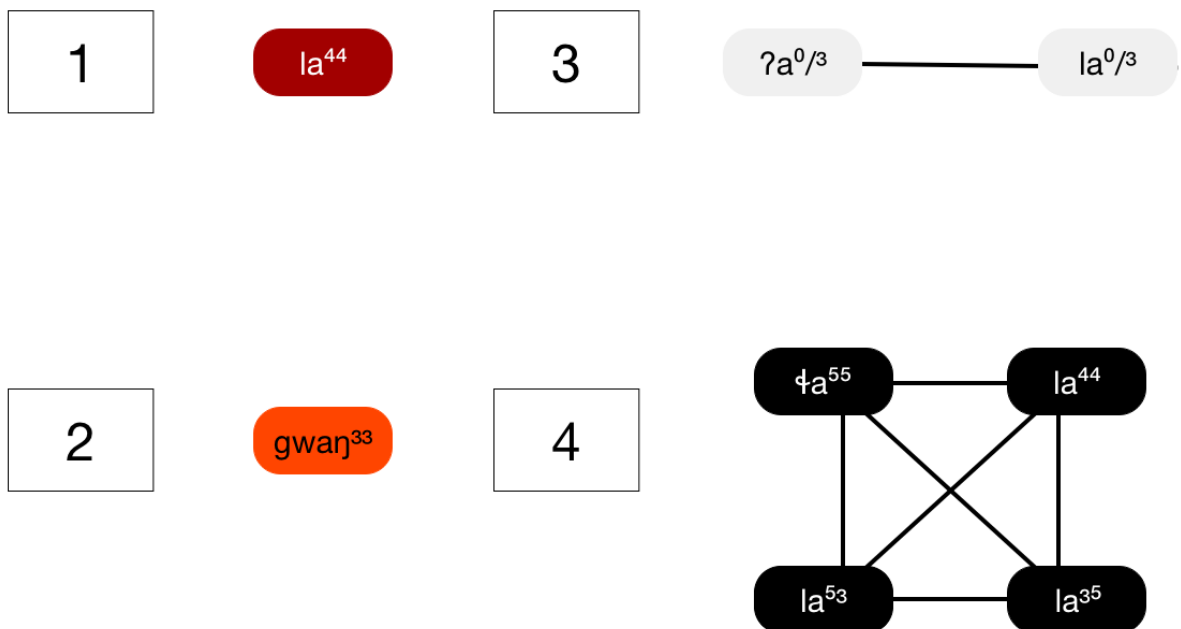 1 la⁴⁴ 3 ʔa⁰/³ la⁰/³
2 gwaŋ³³ 4 ɬa⁵⁵ la⁴⁴
la⁵³ la³⁵